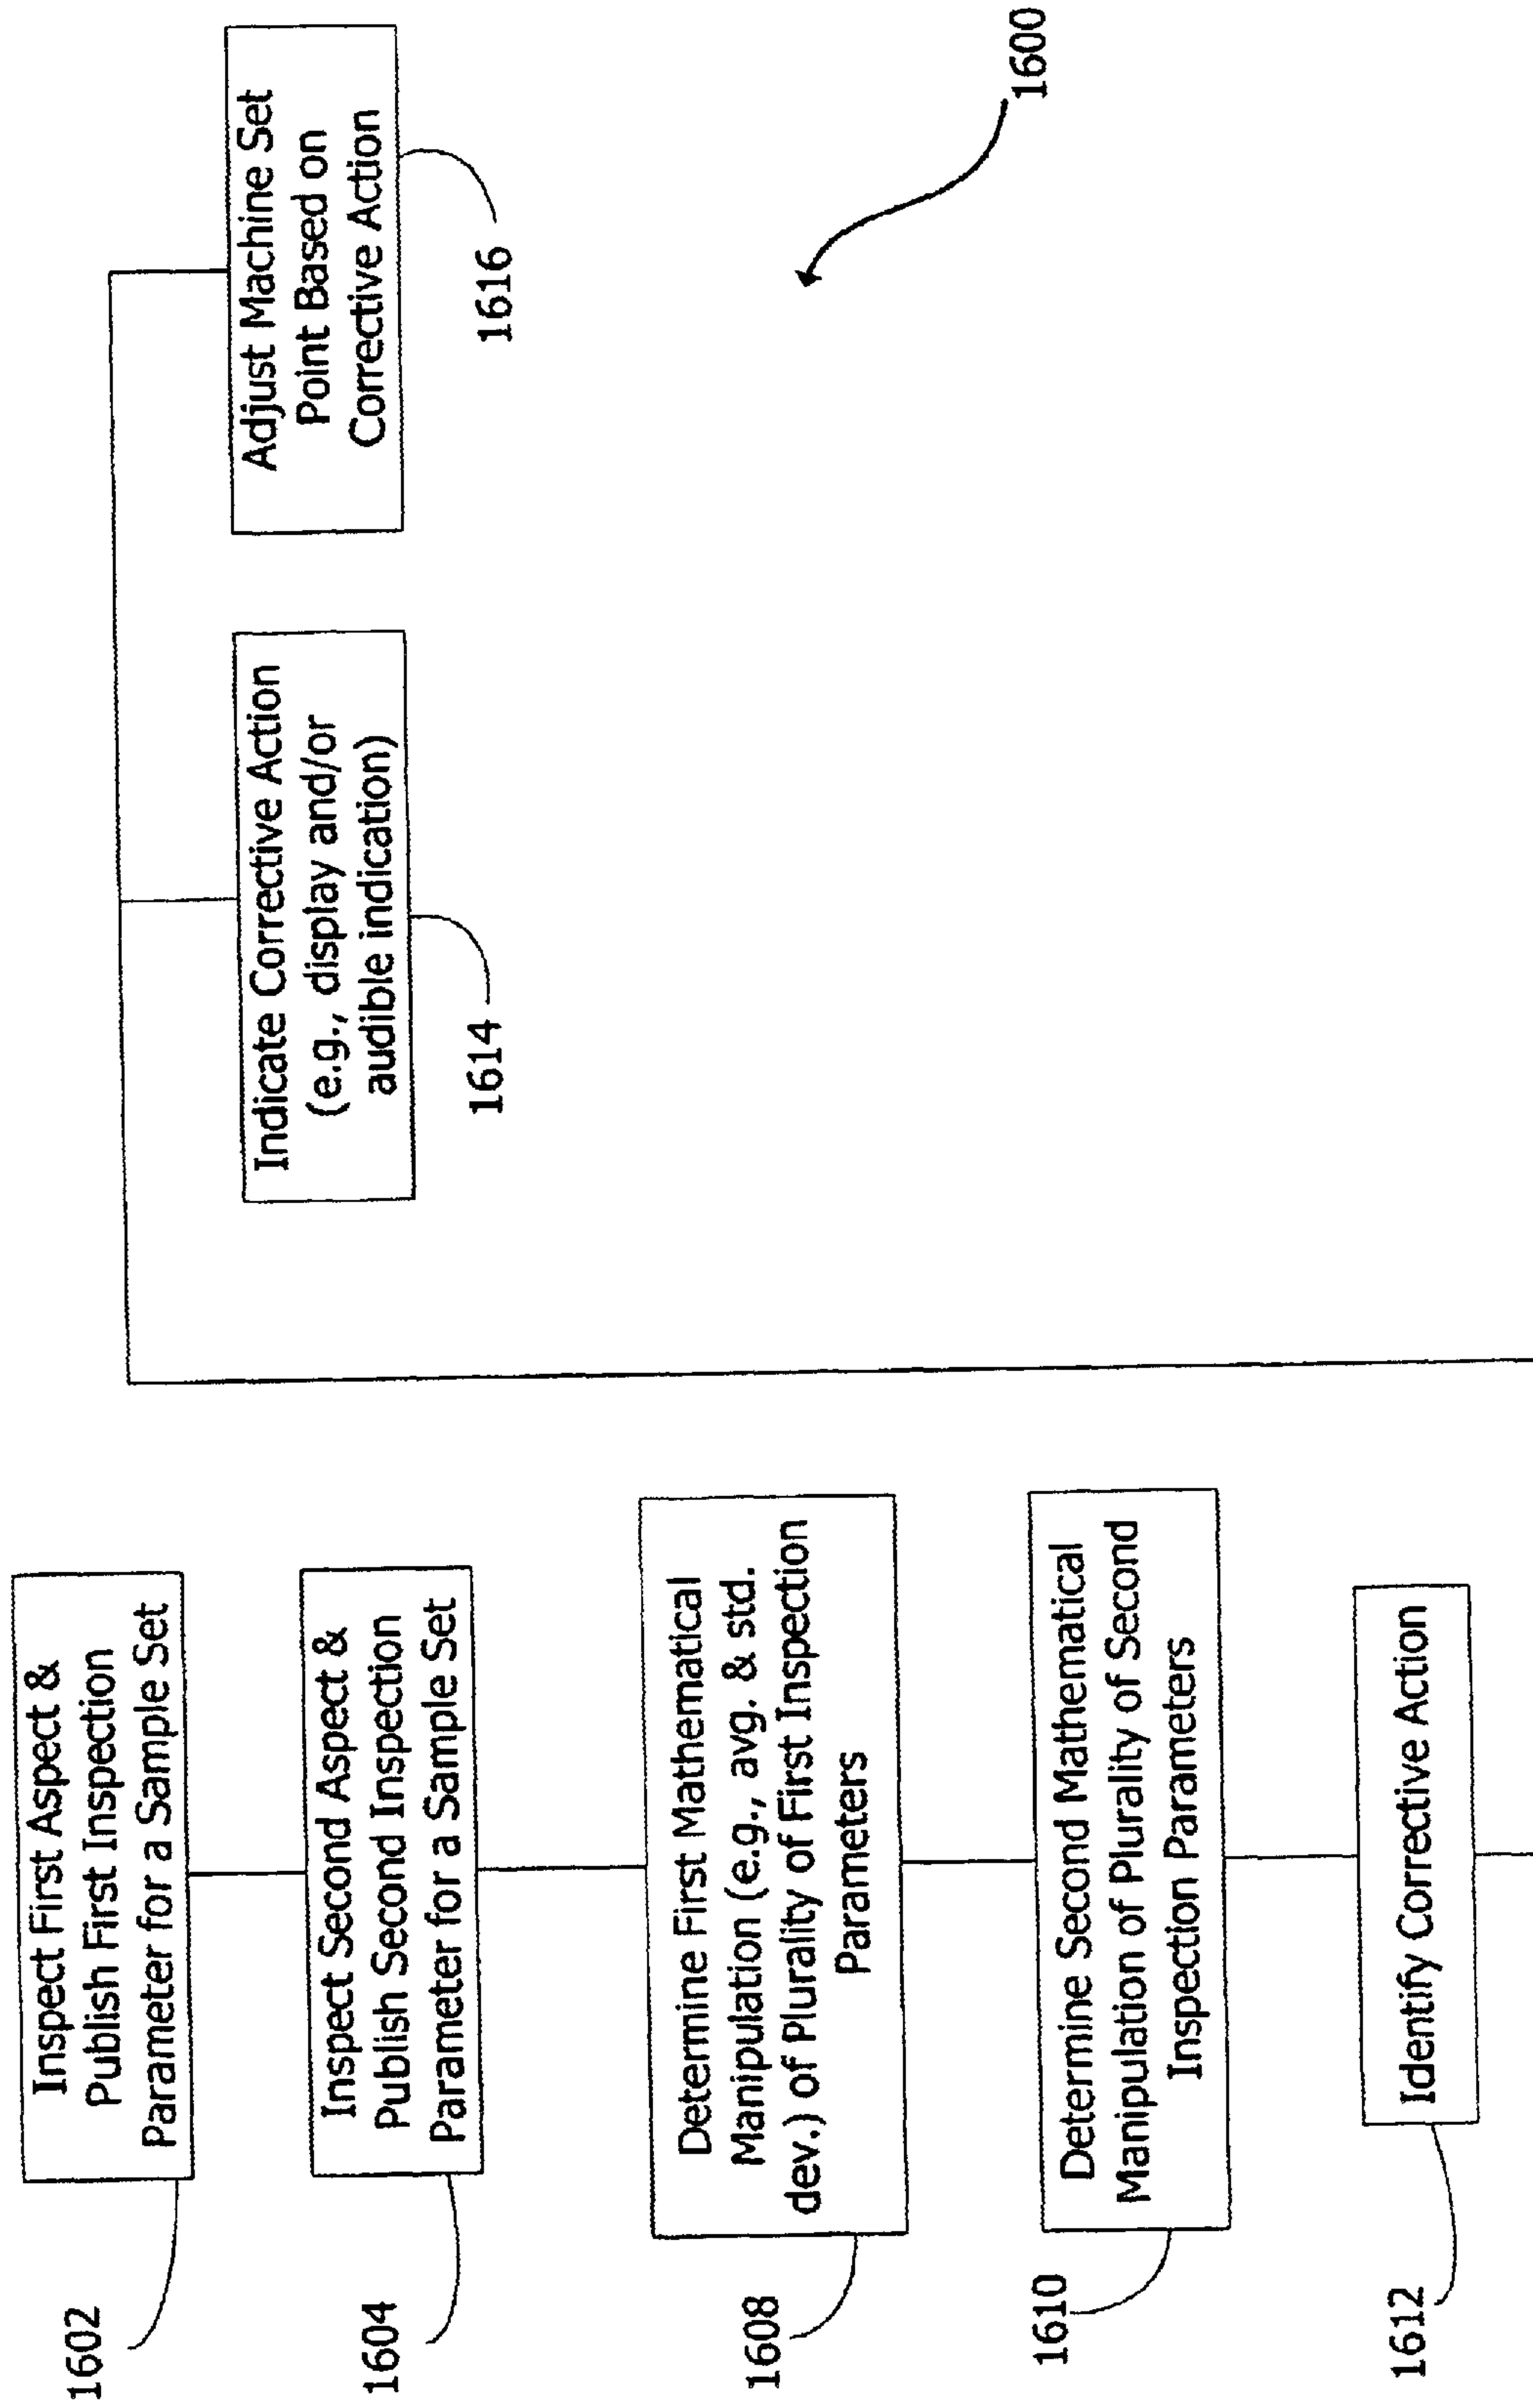 1602
Inspect First Aspect &
Publish First Inspection
Parameter for a Sample Set
1604
Inspect Second Aspect &
Publish Second Inspection
Parameter for a Sample Set
1608
Determine First Mathematical
Manipulation (e.g., avg. & std.
dev.) of Plurality of First Inspection
Parameters
1610
Determine Second Mathematical
Manipulation of Plurality of Second
Inspection Parameters
1612
Identify Corrective Action
Indicate Corrective Action
(e.g., display and/or
audible indication)
1614
Adjust Machine Set
Point Based on
Corrective Action
1616
1600